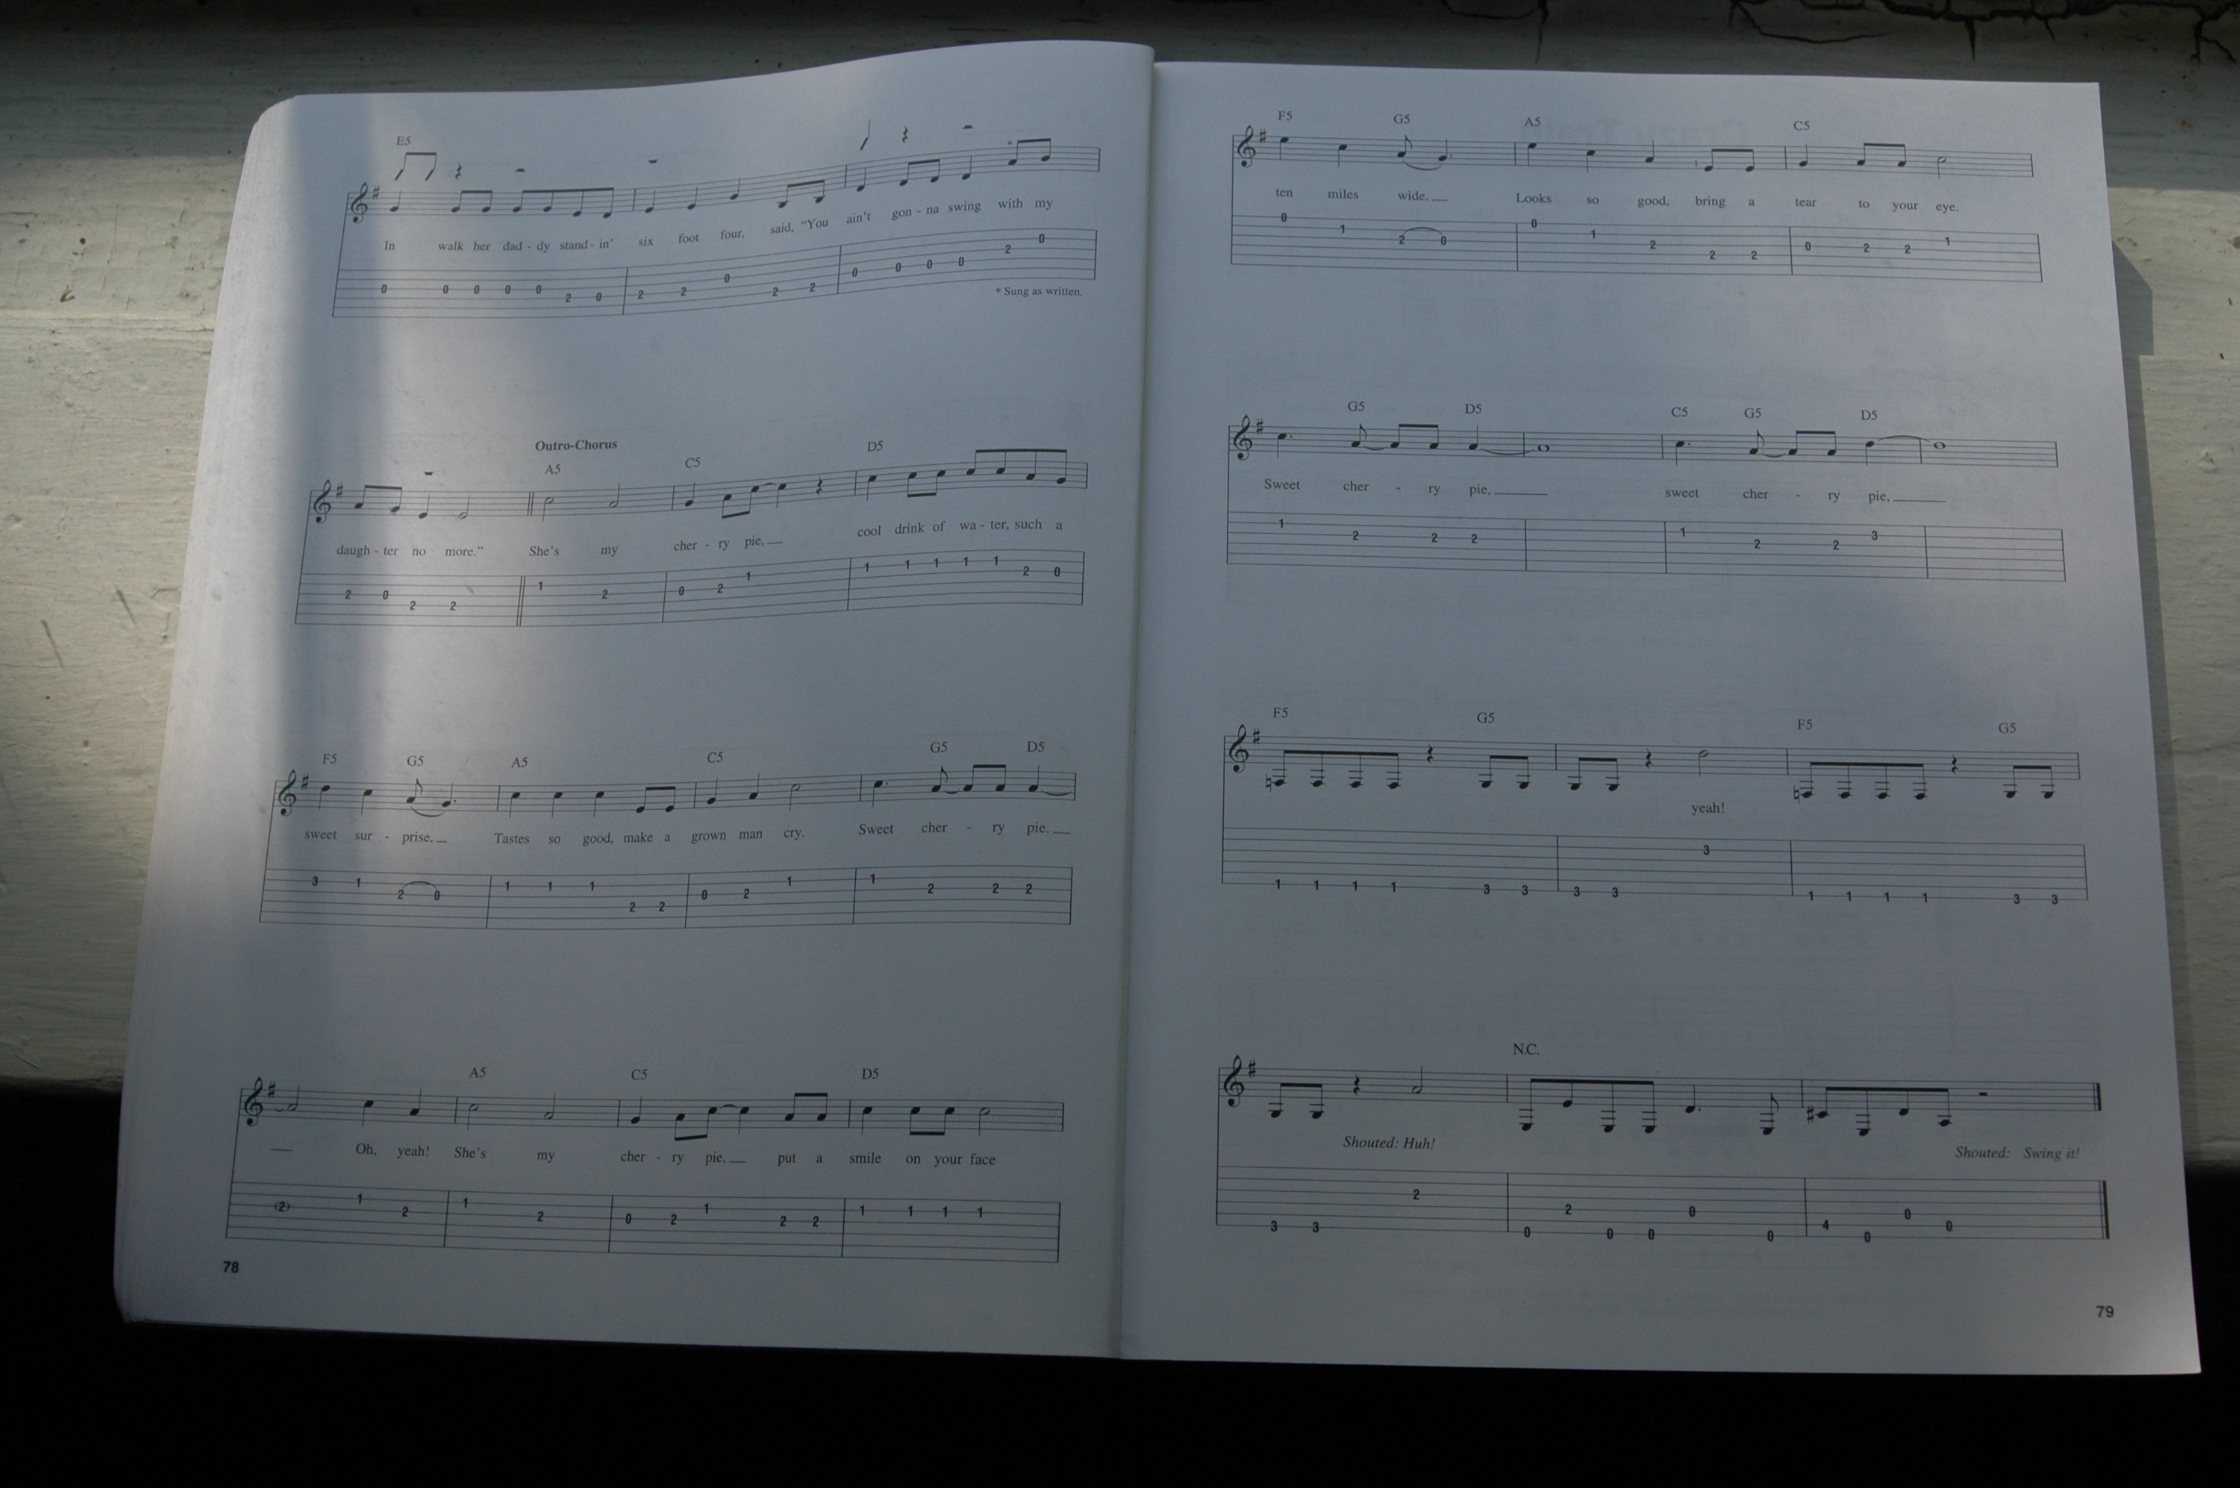 E5
In walk her dad - dy stand - in' six foot four, said, "You ain't gon - na swing with my
0 0 0 0 0 2 0 2 2 0 2 2 0 0 0 0 2 0
* Sung as written.
Outro-Chorus
A5 C5 D5
daugh - ter no more." She's my cher - ry pie, cool drink of wa - ter, such a
2 0 2 2 1 2 0 2 1 1 1 1 1 1 2 0
F5 G5 A5 C5 G5 D5
sweet sur - prise. Tastes so good, make a grown man cry. Sweet cher - ry pie.
3 1 2 0 1 1 1 2 2 0 2 1 1 2 2 2
A5 C5 D5
Oh, yeah! She's my cher - ry pie, put a smile on your face
(2) 1 2 1 2 0 2 1 2 2 1 1 1 1
78
F5 G5 A5 C5
ten miles wide. Looks so good, bring a tear to your eye.
0 1 2 0 0 1 2 2 2 0 2 2 1
G5 D5 C5 G5 D5
Sweet cher - ry pie, sweet cher - ry pie,
1 2 2 2 1 2 2 3
F5 G5 F5 G5
yeah!
1 1 1 1 3 3 3 3 3 1 1 1 1 3 3
N.C.
Shouted: Huh! Shouted: Swing it!
3 3 2 0 2 0 0 0 0 4 0 0 0
79